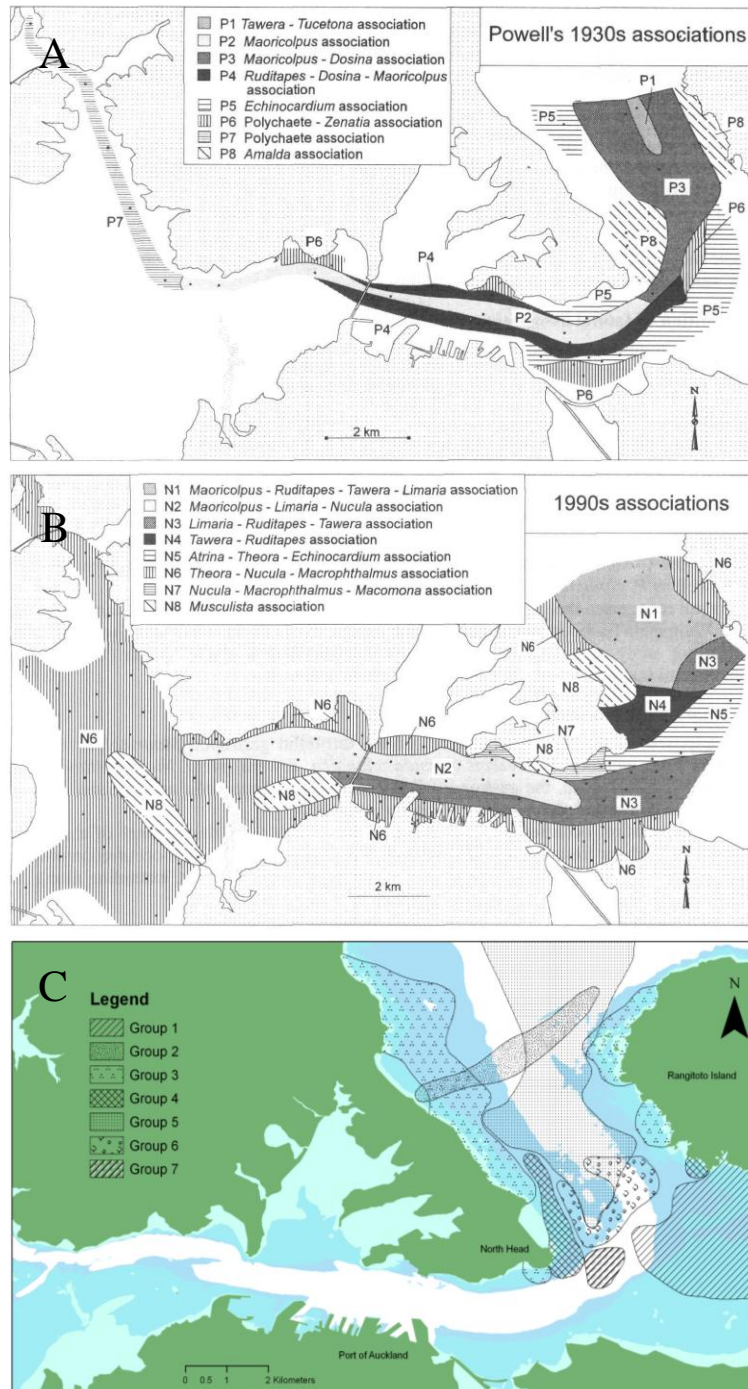 A
P1 Tawera - Tucetona association
P2 Maoricolpus association
P3 Maoricolpus - Dosina association
P4 Ruditapes - Dosina - Maoricolpus
association
P5 Echinocardium association
P6 Polychaete - Zenatia association
P7 Polychaete association
P8 Amalda association
Powell's 1930s associations
P1
P5
P8
P3
P6
P7
P6
P4
P8
P5
P2
P5
P4
P6
2 km
N
B
N1 Maoricolpus - Ruditapes - Tawera - Limaria association
N2 Maoricolpus - Limaria - Nucula association
N3 Limaria - Ruditapes - Tawera association
N4 Tawera - Ruditapes association
N5 Atrina - Theora - Echinocardium association
N6 Theora - Nucula - Macrophthalmus association
N7 Nucula - Macrophthalmus - Macomona association
N8 Musculista association
1990s associations
N6
N1
N6
N3
N8
N4
N5
N6
N6
N7
N6
N8
N2
N8
N8
N3
N6
N6
2 km
N
C
Legend
Group 1
Group 2
Group 3
Group 4
Group 5
Group 6
Group 7
N
Rangitoto Island
North Head
Port of Auckland
0 0.5 1 2 Kilometers